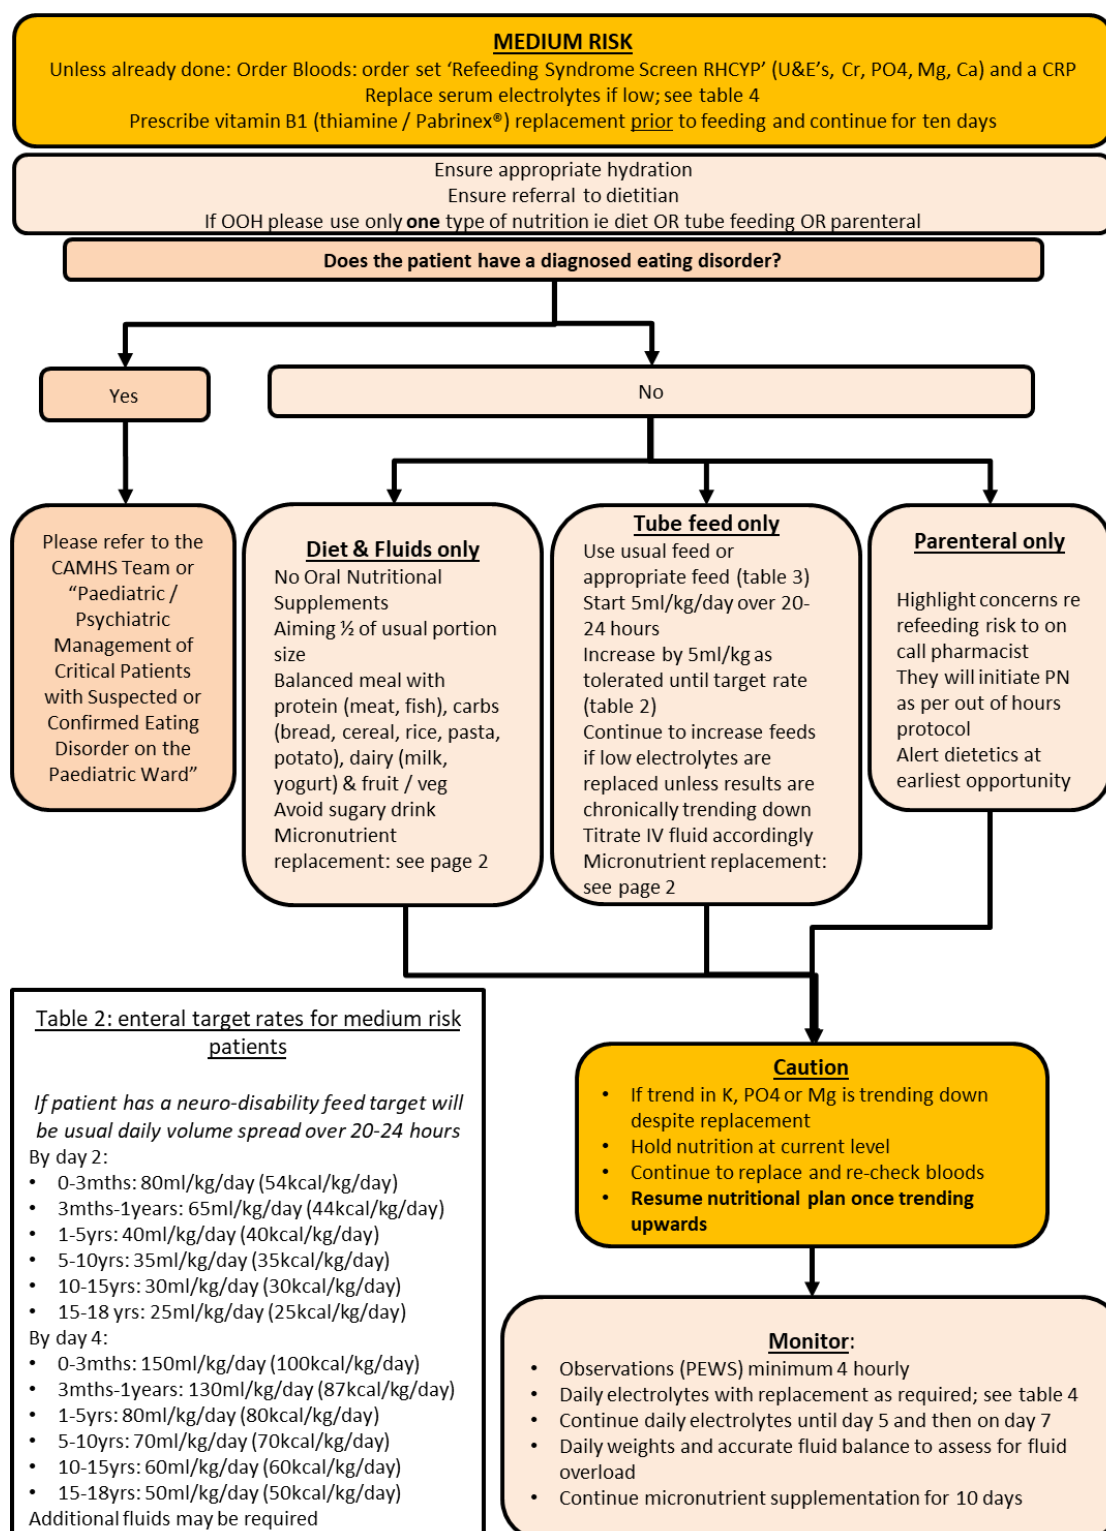 MEDIUM RISK
Unless already done: Order Bloods: order set ‘Refeeding Syndrome Screen RHCYP’ (U&E’s, Cr, PO4, Mg, Ca) and a CRP
Replace serum electrolytes if low; see table 4
Prescribe vitamin B1 (thiamine / Pabrinex®) replacement prior to feeding and continue for ten days
Ensure appropriate hydration
Ensure referral to dietitian
If OOH please use only one type of nutrition ie diet OR tube feeding OR parenteral
Does the patient have a diagnosed eating disorder?
Yes
No
Please refer to the
CAMHS Team or
“Paediatric /
Psychiatric
Management of
Critical Patients
with Suspected or
Confirmed Eating
Disorder on the
Paediatric Ward”
Diet & Fluids only
No Oral Nutritional
Supplements
Aiming ½ of usual portion
size
Balanced meal with
protein (meat, fish), carbs
(bread, cereal, rice, pasta,
potato), dairy (milk,
yogurt) & fruit / veg
Avoid sugary drink
Micronutrient
replacement: see page 2
Tube feed only
Use usual feed or
appropriate feed (table 3)
Start 5ml/kg/day over 20-
24 hours
Increase by 5ml/kg as
tolerated until target rate
(table 2)
Continue to increase feeds
if low electrolytes are
replaced unless results are
chronically trending down
Titrate IV fluid accordingly
Micronutrient replacement:
see page 2
Parenteral only
Highlight concerns re
refeeding risk to on
call pharmacist
They will initiate PN
as per out of hours
protocol
Alert dietetics at
earliest opportunity
Table 2: enteral target rates for medium risk
patients
If patient has a neuro-disability feed target will
be usual daily volume spread over 20-24 hours
By day 2:
• 0-3mths: 80ml/kg/day (54kcal/kg/day)
• 3mths-1years: 65ml/kg/day (44kcal/kg/day)
• 1-5yrs: 40ml/kg/day (40kcal/kg/day)
• 5-10yrs: 35ml/kg/day (35kcal/kg/day)
• 10-15yrs: 30ml/kg/day (30kcal/kg/day)
• 15-18 yrs: 25ml/kg/day (25kcal/kg/day)
By day 4:
• 0-3mths: 150ml/kg/day (100kcal/kg/day)
• 3mths-1years: 130ml/kg/day (87kcal/kg/day)
• 1-5yrs: 80ml/kg/day (80kcal/kg/day)
• 5-10yrs: 70ml/kg/day (70kcal/kg/day)
• 10-15yrs: 60ml/kg/day (60kcal/kg/day)
• 15-18yrs: 50ml/kg/day (50kcal/kg/day)
Additional fluids may be required
Caution
• If trend in K, PO4 or Mg is trending down
despite replacement
• Hold nutrition at current level
• Continue to replace and re-check bloods
• Resume nutritional plan once trending
upwards
Monitor:
• Observations (PEWS) minimum 4 hourly
• Daily electrolytes with replacement as required; see table 4
• Continue daily electrolytes until day 5 and then on day 7
• Daily weights and accurate fluid balance to assess for fluid
overload
• Continue micronutrient supplementation for 10 days